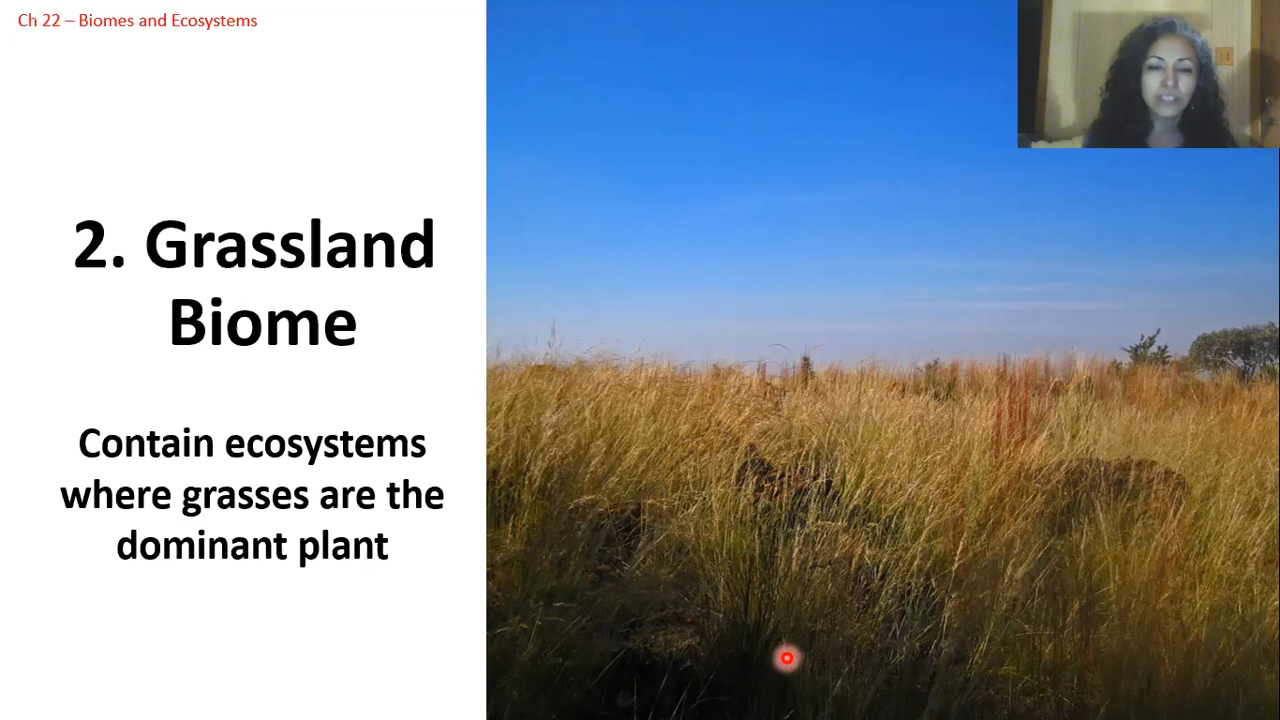 Ch 22 – Biomes and Ecosystems
2. Grassland
Biome
Contain ecosystems
where grasses are the
dominant plant